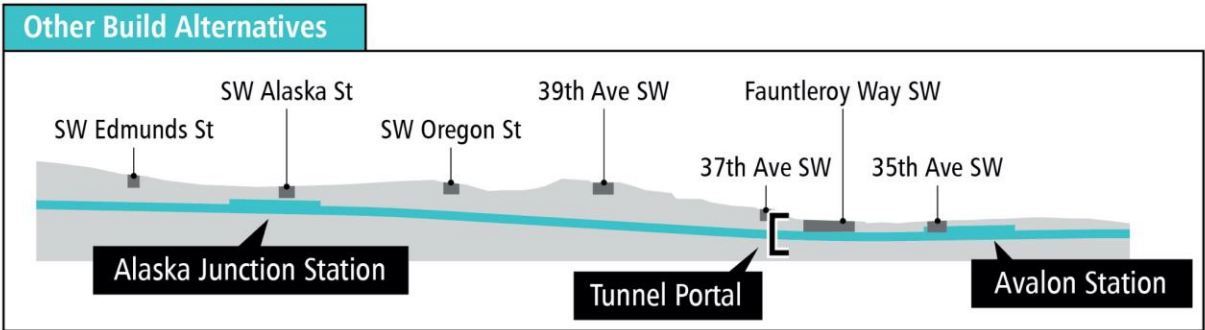 Other Build Alternatives
SW Alaska St
39th Ave SW
Fauntleroy Way SW
SW Edmunds St
SW Oregon St
37th Ave SW
35th Ave SW
Alaska Junction Station
Tunnel Portal
Avalon Station